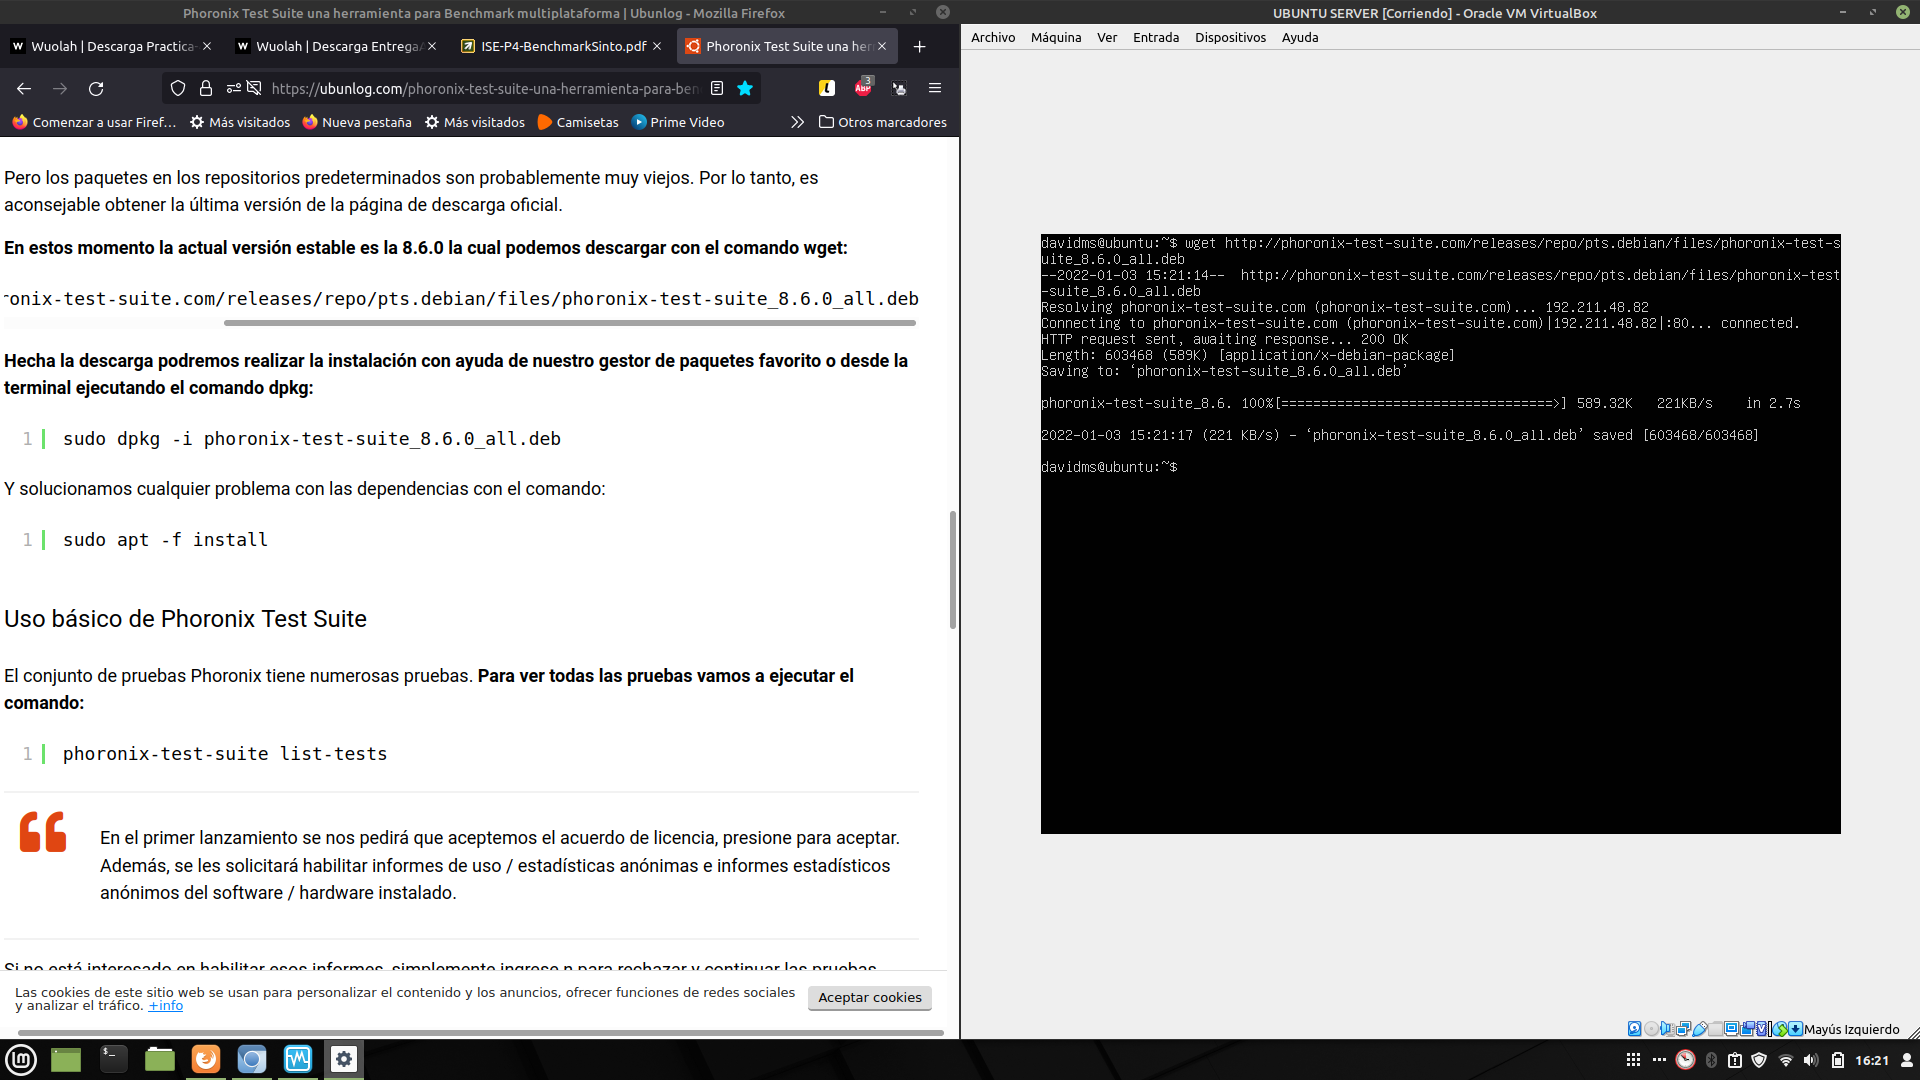 Phoronix Test Suite una herramienta para Benchmark multiplataforma | Ubunlog - Mozilla Firefox
Wuolah | Descarga Practica-
Wuolah | Descarga EntregaA
ISE-P4-BenchmarkSinto.pdf
Phoronix Test Suite una her
https://ubunlog.com/phoronix-test-suite-una-herramienta-para-ben
3
ABP
Comenzar a usar Firef…
Más visitados
Nueva pestaña
Más visitados
Camisetas
Prime Video
Otros marcadores
Pero los paquetes en los repositorios predeterminados son probablemente muy viejos. Por lo tanto, es
aconsejable obtener la última versión de la página de descarga oficial.
En estos momento la actual versión estable es la 8.6.0 la cual podemos descargar con el comando wget:
ronix-test-suite.com/releases/repo/pts.debian/files/phoronix-test-suite_8.6.0_all.deb
Hecha la descarga podremos realizar la instalación con ayuda de nuestro gestor de paquetes favorito o desde la
terminal ejecutando el comando dpkg:
1 sudo dpkg -i phoronix-test-suite_8.6.0_all.deb
Y solucionamos cualquier problema con las dependencias con el comando:
1 sudo apt -f install
Uso básico de Phoronix Test Suite
El conjunto de pruebas Phoronix tiene numerosas pruebas. Para ver todas las pruebas vamos a ejecutar el
comando:
1 phoronix-test-suite list-tests
En el primer lanzamiento se nos pedirá que aceptemos el acuerdo de licencia, presione para aceptar.
Además, se les solicitará habilitar informes de uso / estadísticas anónimas e informes estadísticos
anónimos del software / hardware instalado.
Si no está interesado en habilitar esos informes, simplemente ingrese n para rechazar y continuar las pruebas
Las cookies de este sitio web se usan para personalizar el contenido y los anuncios, ofrecer funciones de redes sociales
y analizar el tráfico. +info
Aceptar cookies
UBUNTU SERVER [Corriendo] - Oracle VM VirtualBox
Archivo Máquina Ver Entrada Dispositivos Ayuda
davidms@ubuntu:~$ wget http://phoronix-test-suite.com/releases/repo/pts.debian/files/phoronix-test-s
uite_8.6.0_all.deb
--2022-01-03 15:21:14--  http://phoronix-test-suite.com/releases/repo/pts.debian/files/phoronix-test
-suite_8.6.0_all.deb
Resolving phoronix-test-suite.com (phoronix-test-suite.com)... 192.211.48.82
Connecting to phoronix-test-suite.com (phoronix-test-suite.com)|192.211.48.82|:80... connected.
HTTP request sent, awaiting response... 200 OK
Length: 603468 (589K) [application/x-debian-package]
Saving to: ‘phoronix-test-suite_8.6.0_all.deb’
phoronix-test-suite_8.6. 100%[==================================>] 589.32K   221KB/s    in 2.7s
2022-01-03 15:21:17 (221 KB/s) - ‘phoronix-test-suite_8.6.0_all.deb’ saved [603468/603468]
davidms@ubuntu:~$
Mayús Izquierdo
16:21